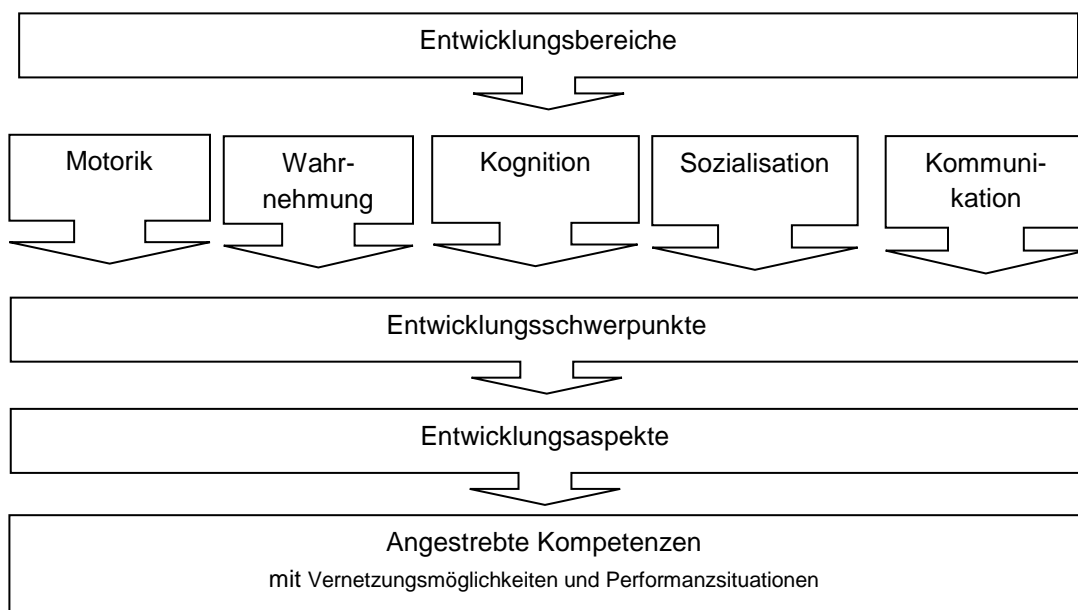 Entwicklungsbereiche
Motorik
Wahr-
nehmung
Kognition
Sozialisation
Kommuni-
kation
Entwicklungsschwerpunkte
Entwicklungsaspekte
Angestrebte Kompetenzen
mit Vernetzungsmöglichkeiten und Performanzsituationen